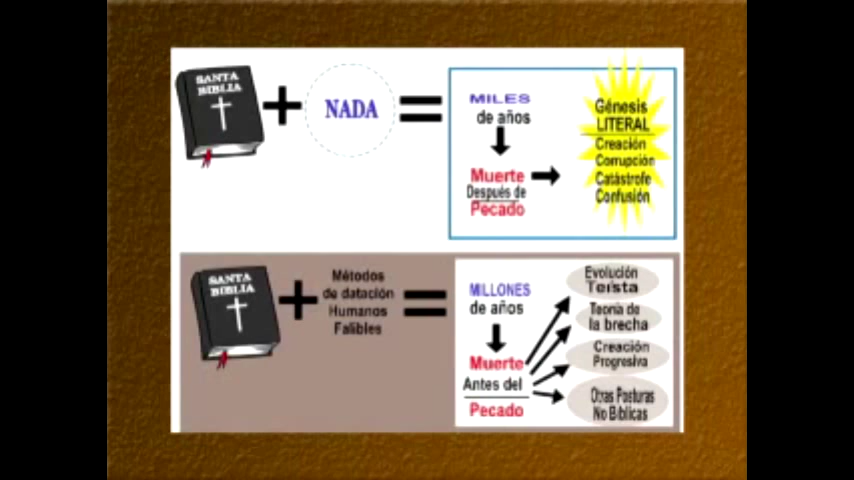 SANTA
BIBLIA
+
NADA
=
MILES
de años
Muerte
Después de
Pecado
Génesis
LITERAL
Creación
Corrupción
Catástrofe
Confusión
SANTA
BIBLIA
+
Métodos
de datación
Humanos
Falibles
=
MILLONES
de años
Muerte
Antes del
Pecado
Evolución
Teísta
Teoría de
la brecha
Creación
Progresiva
Otras Posturas
No Bíblicas